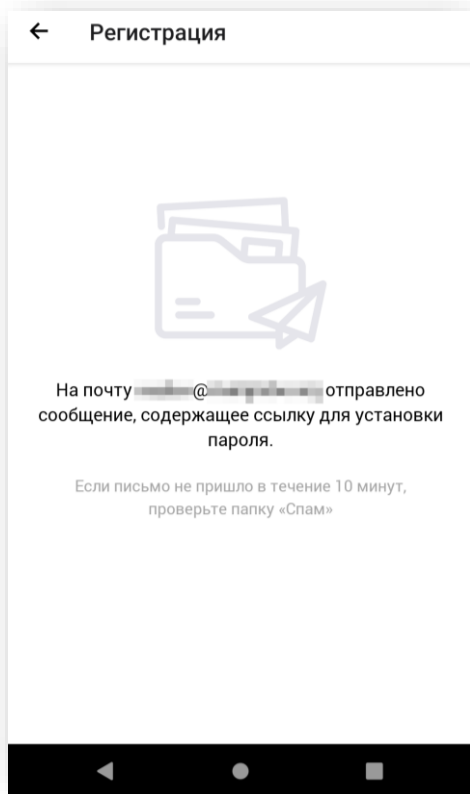 Регистрация
На почту @ отправлено
сообщение, содержащее ссылку для установки
пароля.
Если письмо не пришло в течение 10 минут,
проверьте папку «Спам»